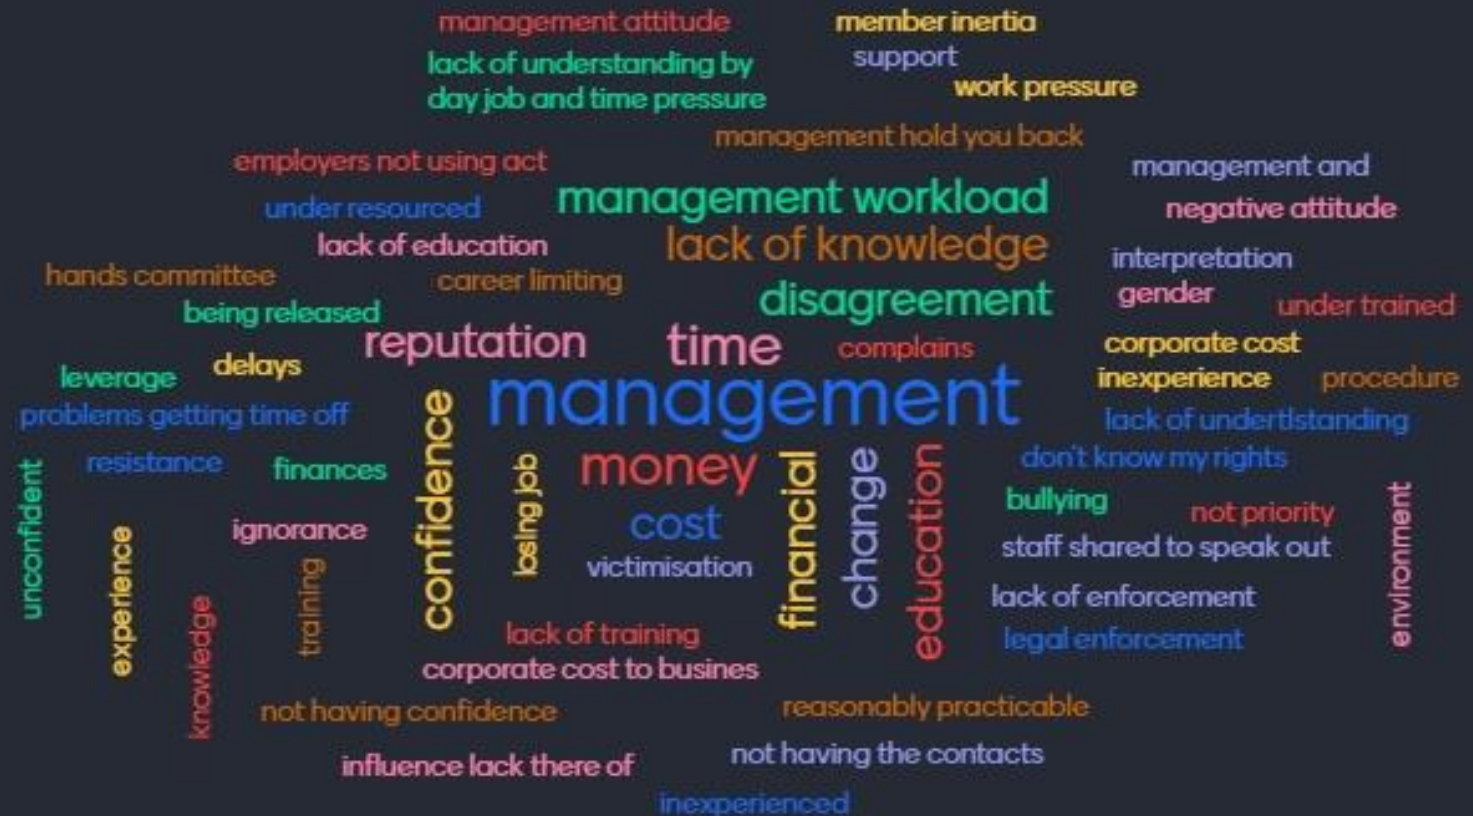 management attitude
member inertia
lack of understanding by
support
day job and time pressure
work pressure
management hold you back
employers not using act
management and
management workload
under resourced
negative attitude
lack of education
lack of knowledge
interpretation
hands committee
career limiting
disagreement
gender
under trained
being released
reputation
time
complains
corporate cost
delays
leverage
management
inexperience
procedure
problems getting time off
lack of undertlstanding
confidence
resistance
finances
losing job
money
financial
change
education
don't know my rights
unconfident
bullying
not priority
environment
ignorance
cost
experience
staff shared to speak out
victimisation
training
knowledge
lack of enforcement
lack of training
legal enforcement
corporate cost to busines
not having confidence
reasonably practicable
influence lack there of
not having the contacts
inexperienced